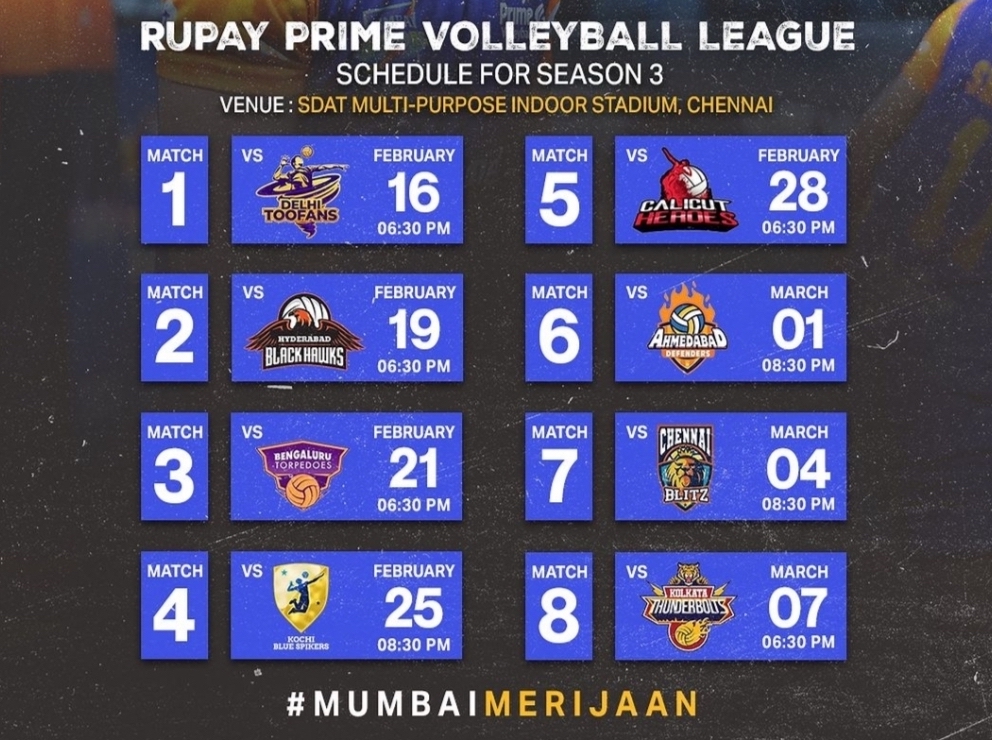 RUPAY PRIME VOLLEYBALL LEAGUE
SCHEDULE FOR SEASON 3
VENUE : SDAT MULTI-PURPOSE INDOOR STADIUM, CHENNAI
MATCH
1
VS
DELHI
TOOFANS
FEBRUARY
16
06:30 PM
MATCH
2
VS
HYDERABAD
BLACK HAWKS
FEBRUARY
19
06:30 PM
MATCH
3
VS
BENGALURU
TORPEDOES
FEBRUARY
21
06:30 PM
MATCH
4
VS
KOCHI
BLUE SPIKERS
FEBRUARY
25
08:30 PM
MATCH
5
VS
CALICUT
HEROES
FEBRUARY
28
06:30 PM
MATCH
6
VS
AHMEDABAD
DEFENDERS
MARCH
01
08:30 PM
MATCH
7
VS
CHENNAI
BLITZ
MARCH
04
08:30 PM
MATCH
8
VS
KOLKATA
THUNDERBOLTS
MARCH
07
06:30 PM
#MUMBAIMERIJAAN